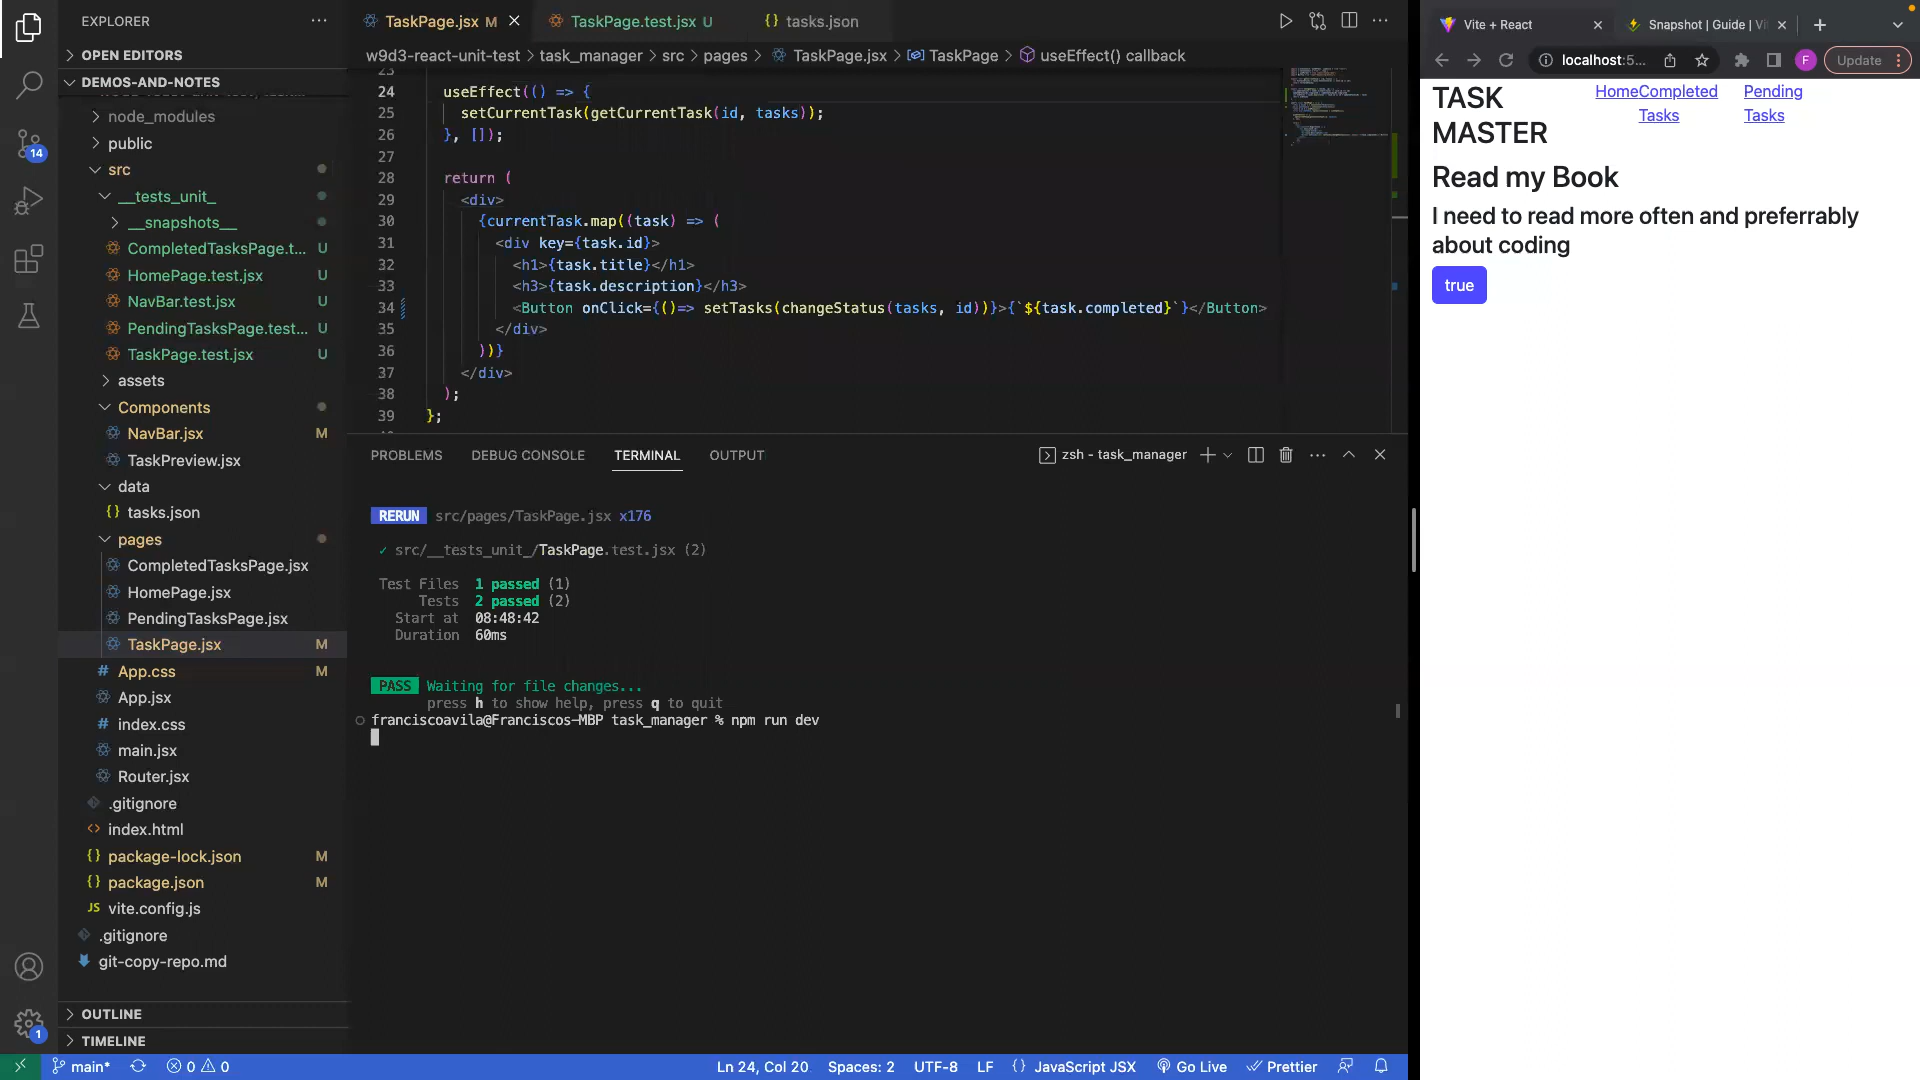 EXPLORER
OPEN EDITORS
DEMOS-AND-NOTES
node_modules
public
src
__tests_unit_
__snapshots__
CompletedTasksPage.t... U
HomePage.test.jsx U
NavBar.test.jsx U
PendingTasksPage.test... U
TaskPage.test.jsx U
assets
Components
NavBar.jsx M
TaskPreview.jsx
data
{} tasks.json
pages
CompletedTasksPage.jsx
HomePage.jsx
PendingTasksPage.jsx
TaskPage.jsx M
# App.css M
App.jsx
# index.css
main.jsx
Router.jsx
.gitignore
<> index.html
{} package-lock.json M
{} package.json M
JS vite.config.js
.gitignore
git-copy-repo.md
OUTLINE
TIMELINE
14
1
TaskPage.jsx M
TaskPage.test.jsx U
{} tasks.json
w9d3-react-unit-test > task_manager > src > pages > TaskPage.jsx > TaskPage > useEffect() callback
23
24 useEffect(() => {
25 setCurrentTask(getCurrentTask(id, tasks));
26 }, []);
27
28 return (
29 <div>
30 {currentTask.map((task) => (
31 <div key={task.id}>
32 <h1>{task.title}</h1>
33 <h3>{task.description}</h3>
34 <Button onClick={()=> setTasks(changeStatus(tasks, id))}>{`${task.completed}`}</Button>
35 </div>
36 ))}
37 </div>
38 );
39 };
PROBLEMS DEBUG CONSOLE TERMINAL OUTPUT
zsh - task_manager
RERUN src/pages/TaskPage.jsx x176
✓ src/__tests_unit_/TaskPage.test.jsx (2)
Test Files 1 passed (1)
Tests 2 passed (2)
Start at 08:48:42
Duration 60ms
PASS Waiting for file changes...
press h to show help, press q to quit
franciscoavila@Franciscos-MBP task_manager % npm run dev
main* 0 0
Ln 24, Col 20 Spaces: 2 UTF-8 LF {} JavaScript JSX Go Live Prettier
Vite + React
Snapshot | Guide | Vi
localhost:5...
F
Update
TASK
MASTER
HomeCompleted
Tasks
Pending
Tasks
Read my Book
I need to read more often and preferrably
about coding
true